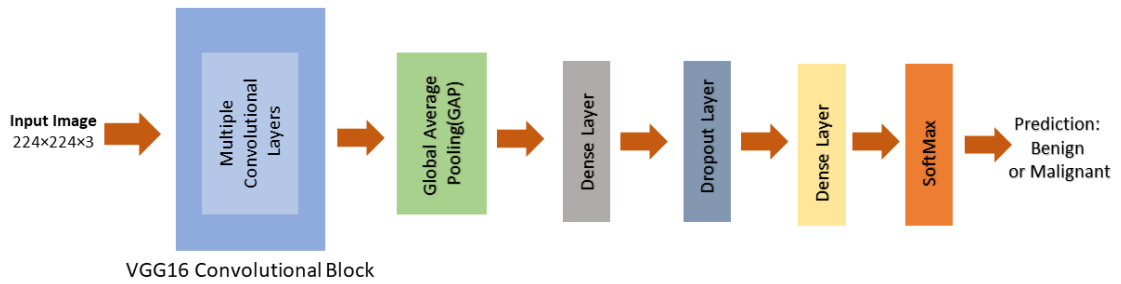 Input Image
224×224×3
Multiple
Convolutional
Layers
VGG16 Convolutional Block
Global Average
Pooling(GAP)
Dense Layer
Dropout Layer
Dense Layer
SoftMax
Prediction:
Benign
or Malignant